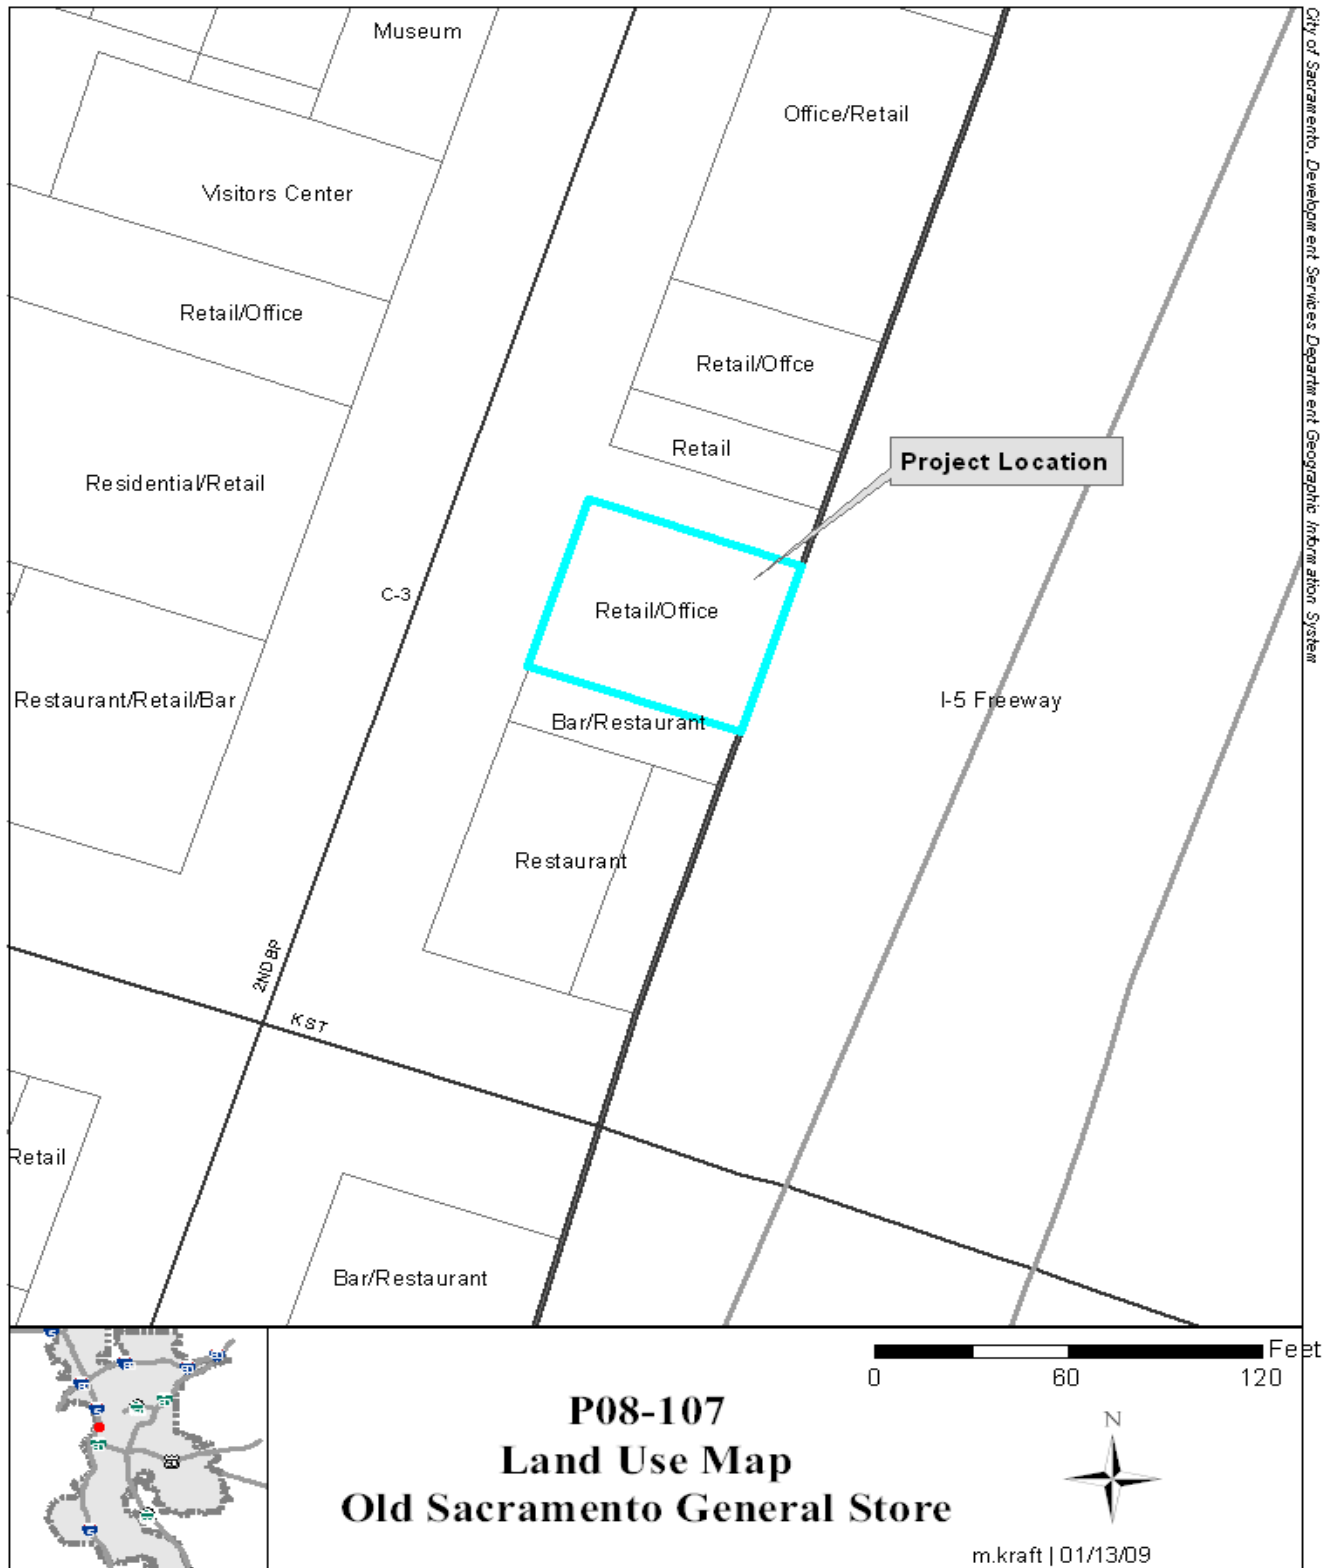 Museum
Office/Retail
Visitors Center
Retail/Office
Retail/Offce
Retail
Project Location
Residential/Retail
C-3
Retail/Office
Restaurant/Retail/Bar
Bar/Restaurant
I-5 Freeway
Restaurant
2ND BP
K ST
Retail
Bar/Restaurant
City of Sacramento, Development Services Department Geographic Information System
Feet
0 60 120
P08-107
Land Use Map
Old Sacramento General Store
N
m.kraft | 01/13/09